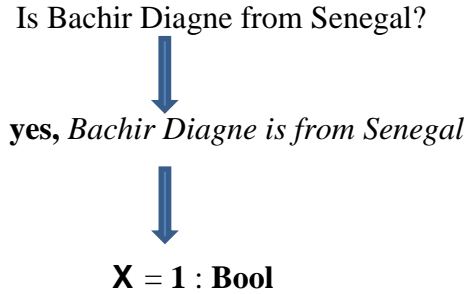 Is Bachir Diagne from Senegal?
yes, Bachir Diagne is from Senegal
X = 1 : Bool